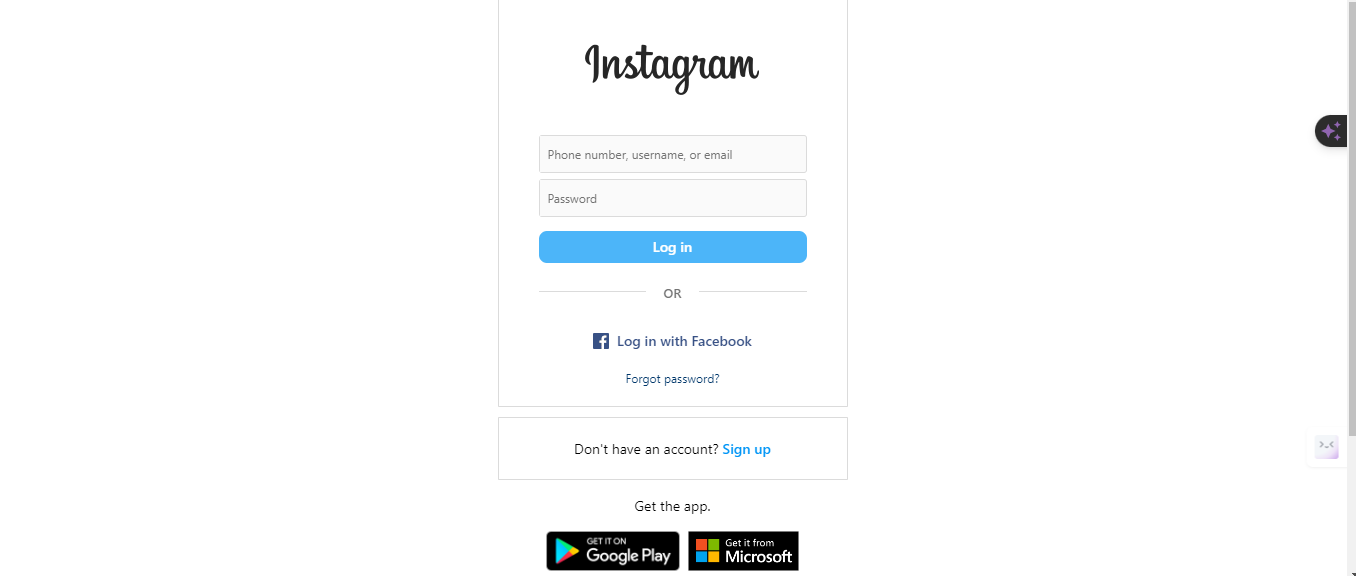 Instagram
Phone number, username, or email
Password
Log in
OR
Log in with Facebook
Forgot password?
Don't have an account? Sign up
Get the app.
GET IT ON
Google Play
Get it from
Microsoft